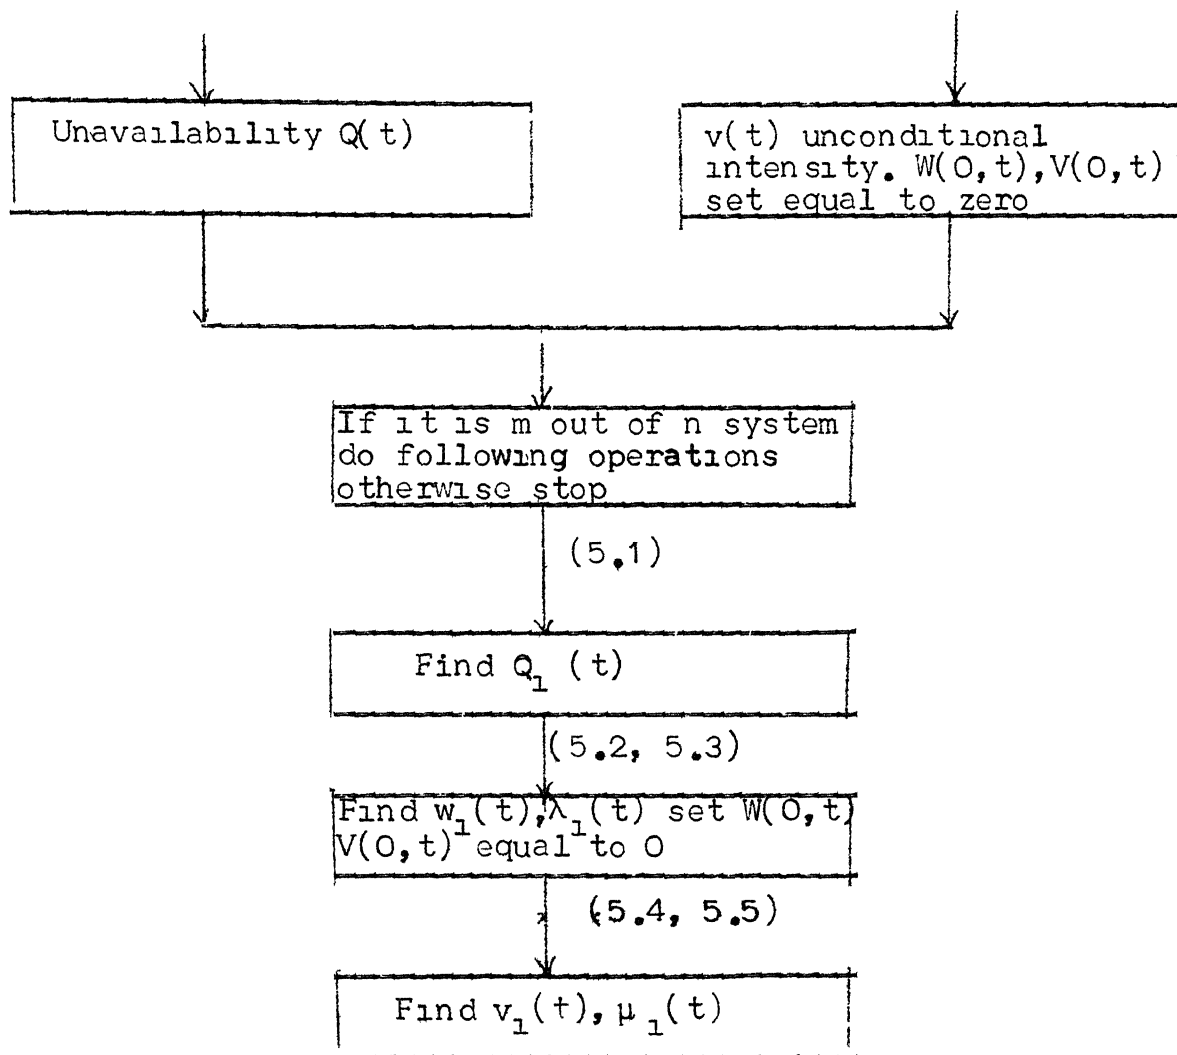 Unavailability Q(t)
v(t) unconditional
intensity. W(0,t),V(0,t)
set equal to zero
If it is m out of n system
do following operations
otherwise stop
(5.1)
Find Q₁ (t)
(5.2, 5.3)
Find w₁(t),λ₁(t) set W(0,t)
V(0,t) equal to 0
(5.4, 5.5)
Find v₁(t), μ₁(t)